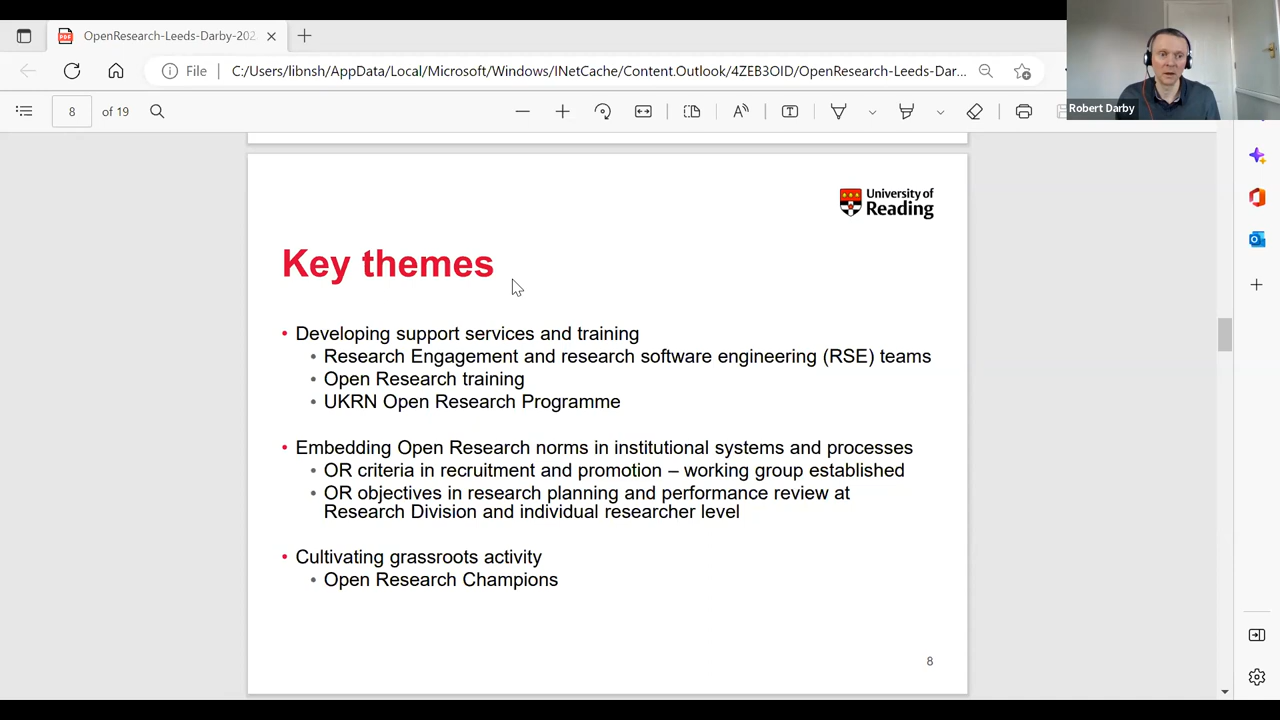 OpenResearch-Leeds-Darby-202
File
C:/Users/libnsh/AppData/Local/Microsoft/Windows/INetCache/Content.Outlook/4ZEB3OID/OpenResearch-Leeds-Dar...
Robert Darby
8 of 19
University of
Reading
Key themes
• Developing support services and training
• Research Engagement and research software engineering (RSE) teams
• Open Research training
• UKRN Open Research Programme
• Embedding Open Research norms in institutional systems and processes
• OR criteria in recruitment and promotion – working group established
• OR objectives in research planning and performance review at
Research Division and individual researcher level
• Cultivating grassroots activity
• Open Research Champions
8